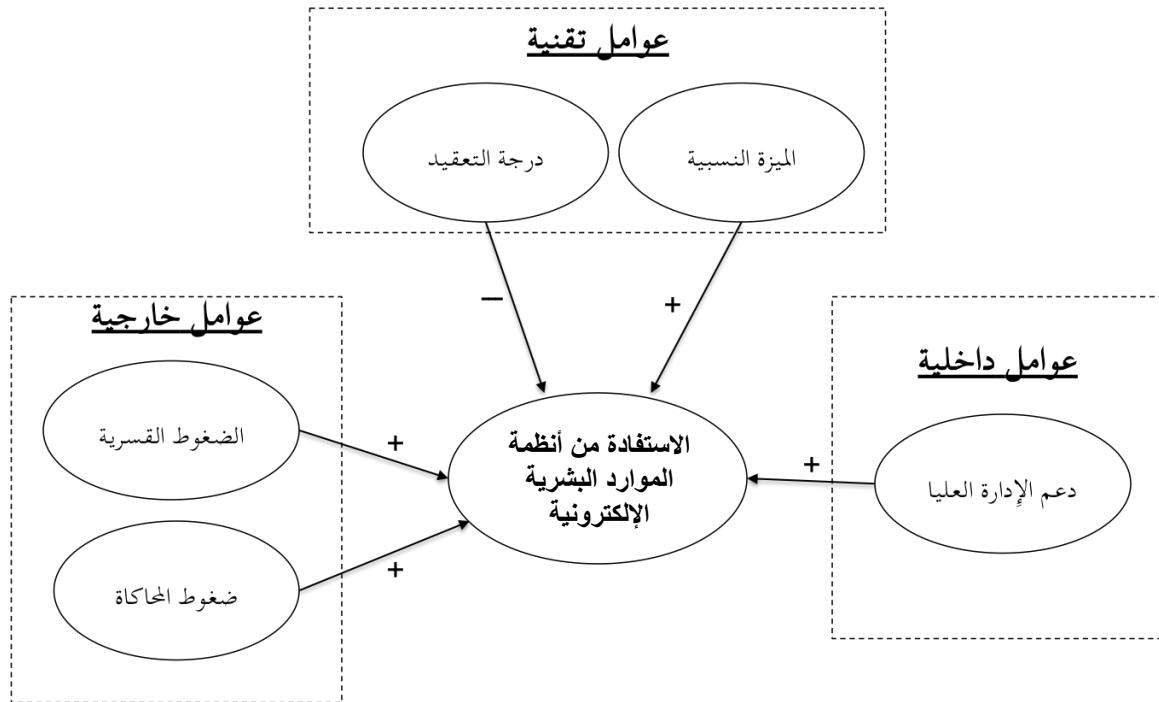 عوامل تقنية
الميزة النسبية
درجة التعقيد
−
+
عوامل خارجية
عوامل داخلية
الضغوط القسرية
+
الاستفادة من أنظمة
الموارد البشرية
الإلكترونية
+
دعم الإدارة العليا
ضغوط المحاكاة
+